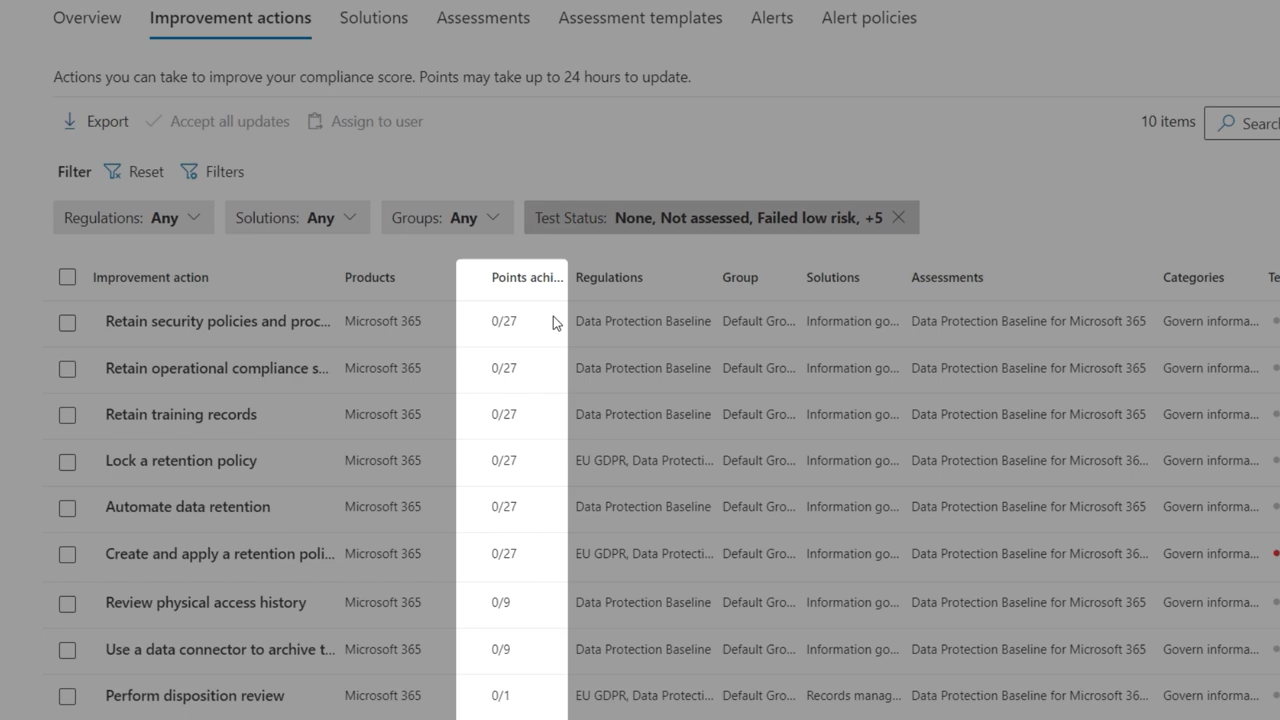 Overview Improvement actions Solutions Assessments Assessment templates Alerts Alert policies
Actions you can take to improve your compliance score. Points may take up to 24 hours to update.
Export Accept all updates Assign to user 10 items Search
Filter Reset Filters
Regulations: Any Solutions: Any Groups: Any Test Status: None, Not assessed, Failed low risk, +5
Improvement action Products Points achi... Regulations Group Solutions Assessments Categories Te
Retain security policies and proc... Microsoft 365 0/27 Data Protection Baseline Default Gro... Information go... Data Protection Baseline for Microsoft 365 Govern informa...
Retain operational compliance s... Microsoft 365 0/27 Data Protection Baseline Default Gro... Information go... Data Protection Baseline for Microsoft 365 Govern informa...
Retain training records Microsoft 365 0/27 Data Protection Baseline Default Gro... Information go... Data Protection Baseline for Microsoft 365 Govern informa...
Lock a retention policy Microsoft 365 0/27 EU GDPR, Data Protecti... Default Gro... Information go... Data Protection Baseline for Microsoft 36... Govern informa...
Automate data retention Microsoft 365 0/27 Data Protection Baseline Default Gro... Information go... Data Protection Baseline for Microsoft 365 Govern informa...
Create and apply a retention poli... Microsoft 365 0/27 EU GDPR, Data Protecti... Default Gro... Information go... Data Protection Baseline for Microsoft 36... Govern informa...
Review physical access history Microsoft 365 0/9 Data Protection Baseline Default Gro... Information go... Data Protection Baseline for Microsoft 365 Govern informa...
Use a data connector to archive t... Microsoft 365 0/9 Data Protection Baseline Default Gro... Information go... Data Protection Baseline for Microsoft 365 Govern informa...
Perform disposition review Microsoft 365 0/1 EU GDPR, Data Protecti... Default Gro... Records manag... Data Protection Baseline for Microsoft 36... Govern informa...